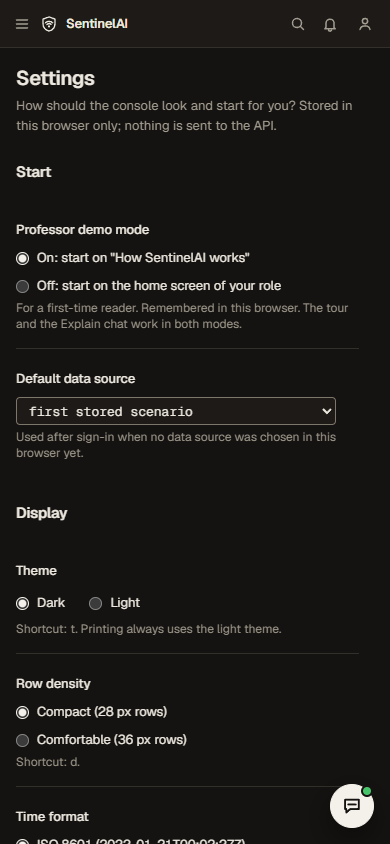 SentinelAI
Settings
How should the console look and start for you? Stored in
this browser only; nothing is sent to the API.
Start
Professor demo mode
On: start on "How SentinelAI works"
Off: start on the home screen of your role
For a first-time reader. Remembered in this browser. The tour
and the Explain chat work in both modes.
Default data source
first stored scenario
Used after sign-in when no data source was chosen in this
browser yet.
Display
Theme
Dark
Light
Shortcut: t. Printing always uses the light theme.
Row density
Compact (28 px rows)
Comfortable (36 px rows)
Shortcut: d.
Time format
ISO 8601